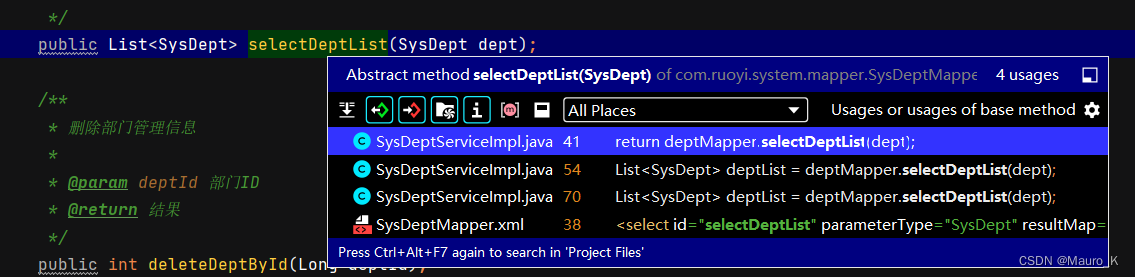 */
public List<SysDept> selectDeptList(SysDept dept);
Abstract method selectDeptList(SysDept) of com.ruoyi.system.mapper.SysDeptMappe 4 usages
/**
All Places Usages or usages of base method
* 删除部门管理信息
SysDeptServiceImpl.java 41 return deptMapper.selectDeptList(dept);
*
SysDeptServiceImpl.java 54 List<SysDept> deptList = deptMapper.selectDeptList(dept);
* @param deptId 部门ID
SysDeptServiceImpl.java 70 List<SysDept> deptList = deptMapper.selectDeptList(dept);
* @return 结果
SysDeptMapper.xml 38 <select id="selectDeptList" parameterType="SysDept" resultMap=
*/
Press Ctrl+Alt+F7 again to search in 'Project Files'
public int deleteDeptById(Long deptId);
CSDN @Mauro_K